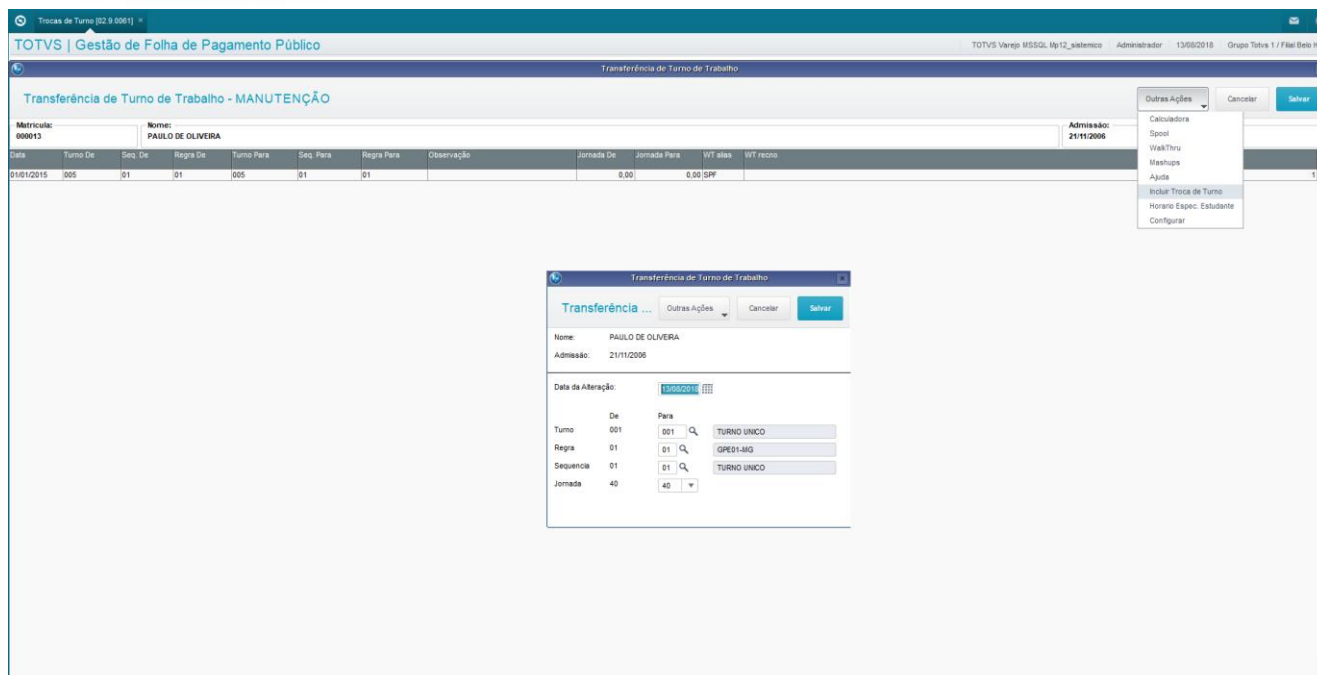 Trocas de Turno [02.9.0061] ×
TOTVS | Gestão de Folha de Pagamento Público
TOTVS Varejo MSSQL Mp12_sistemico Administrador 13/08/2018 Grupo Totvs 1 / Filial Belo H
Transferência de Turno de Trabalho
Transferência de Turno de Trabalho - MANUTENÇÃO
Outras Ações Cancelar Salvar
Matrícula: Nome: Admissão:
000013 PAULO DE OLIVEIRA 21/11/2006
Data Turno De Seq. De Regra De Turno Para Seq. Para Regra Para Observação Jornada De Jornada Para WT alias WT recno
01/01/2015 005 01 01 005 01 01 0,00 0,00 SPF 1
Calculadora
Spool
WalkThru
Mashups
Ajuda
Incluir Troca de Turno
Horario Espec. Estudante
Configurar
Transferência de Turno de Trabalho
Transferência ... Outras Ações Cancelar Salvar
Nome: PAULO DE OLIVEIRA
Admissão: 21/11/2006
Data da Alteração: 13/08/2018
De Para
Turno 001 001 TURNO UNICO
Regra 01 01 GPE01-MG
Sequencia 01 01 TURNO UNICO
Jornada 40 40